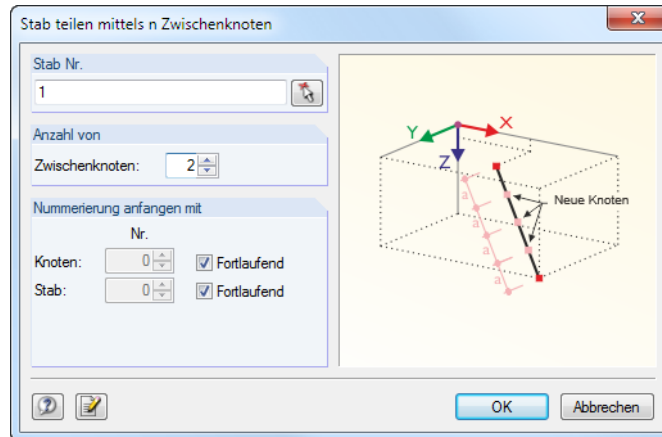 Stab teilen mittels n Zwischenknoten
Stab Nr.
1
Anzahl von
Zwischenknoten: 2
Nummerierung anfangen mit
Nr.
Knoten: 0 Fortlaufend
Stab: 0 Fortlaufend
Y X
Z
Neue Knoten
a
a
a
a
OK Abbrechen